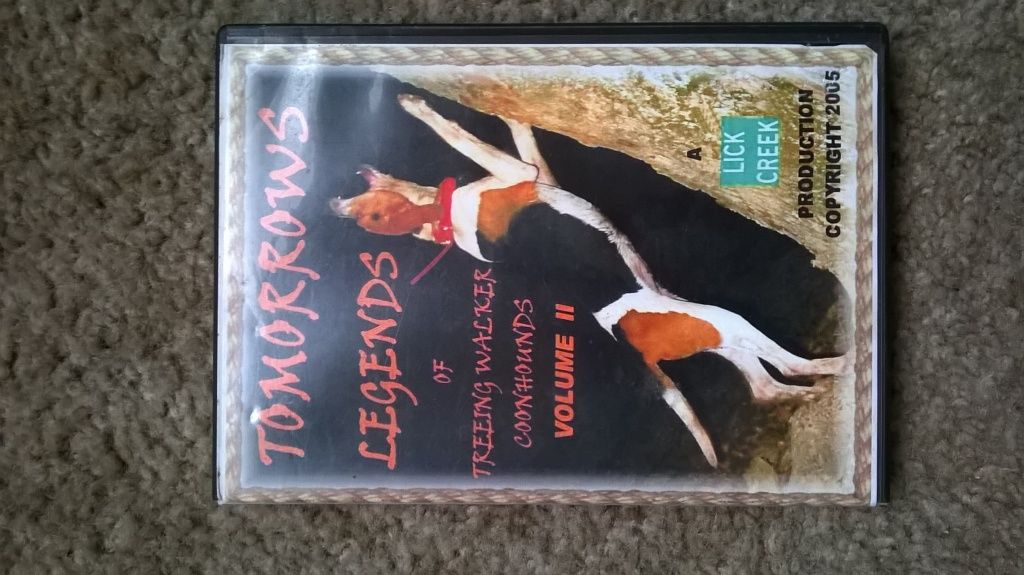 TOMORROWS
LEGENDS
OF
TREEING WALKER
COONHOUNDS
VOLUME II
A
LICK
CREEK
PRODUCTION
COPYRIGHT 2005